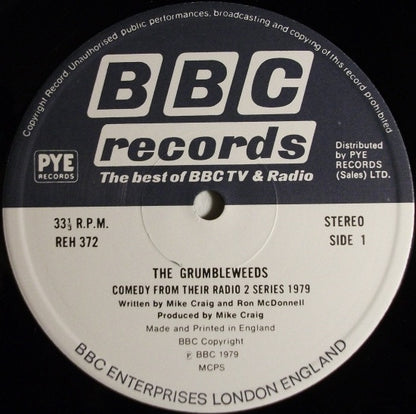 Copyright Record Unauthorised public performances, broadcasting and copying of this record prohibited
BBC
records
The best of BBC TV & Radio
PYE
RECORDS
Distributed
by PYE
RECORDS
(Sales) LTD.
33⅓ R.P.M.
REH 372
STEREO
SIDE 1
THE GRUMBLEWEEDS
COMEDY FROM THEIR RADIO 2 SERIES 1979
Written by Mike Craig and Ron McDonnell
Produced by Mike Craig
Made and Printed in England
BBC Copyright
℗ BBC 1979
MCPS
BBC ENTERPRISES LONDON ENGLAND